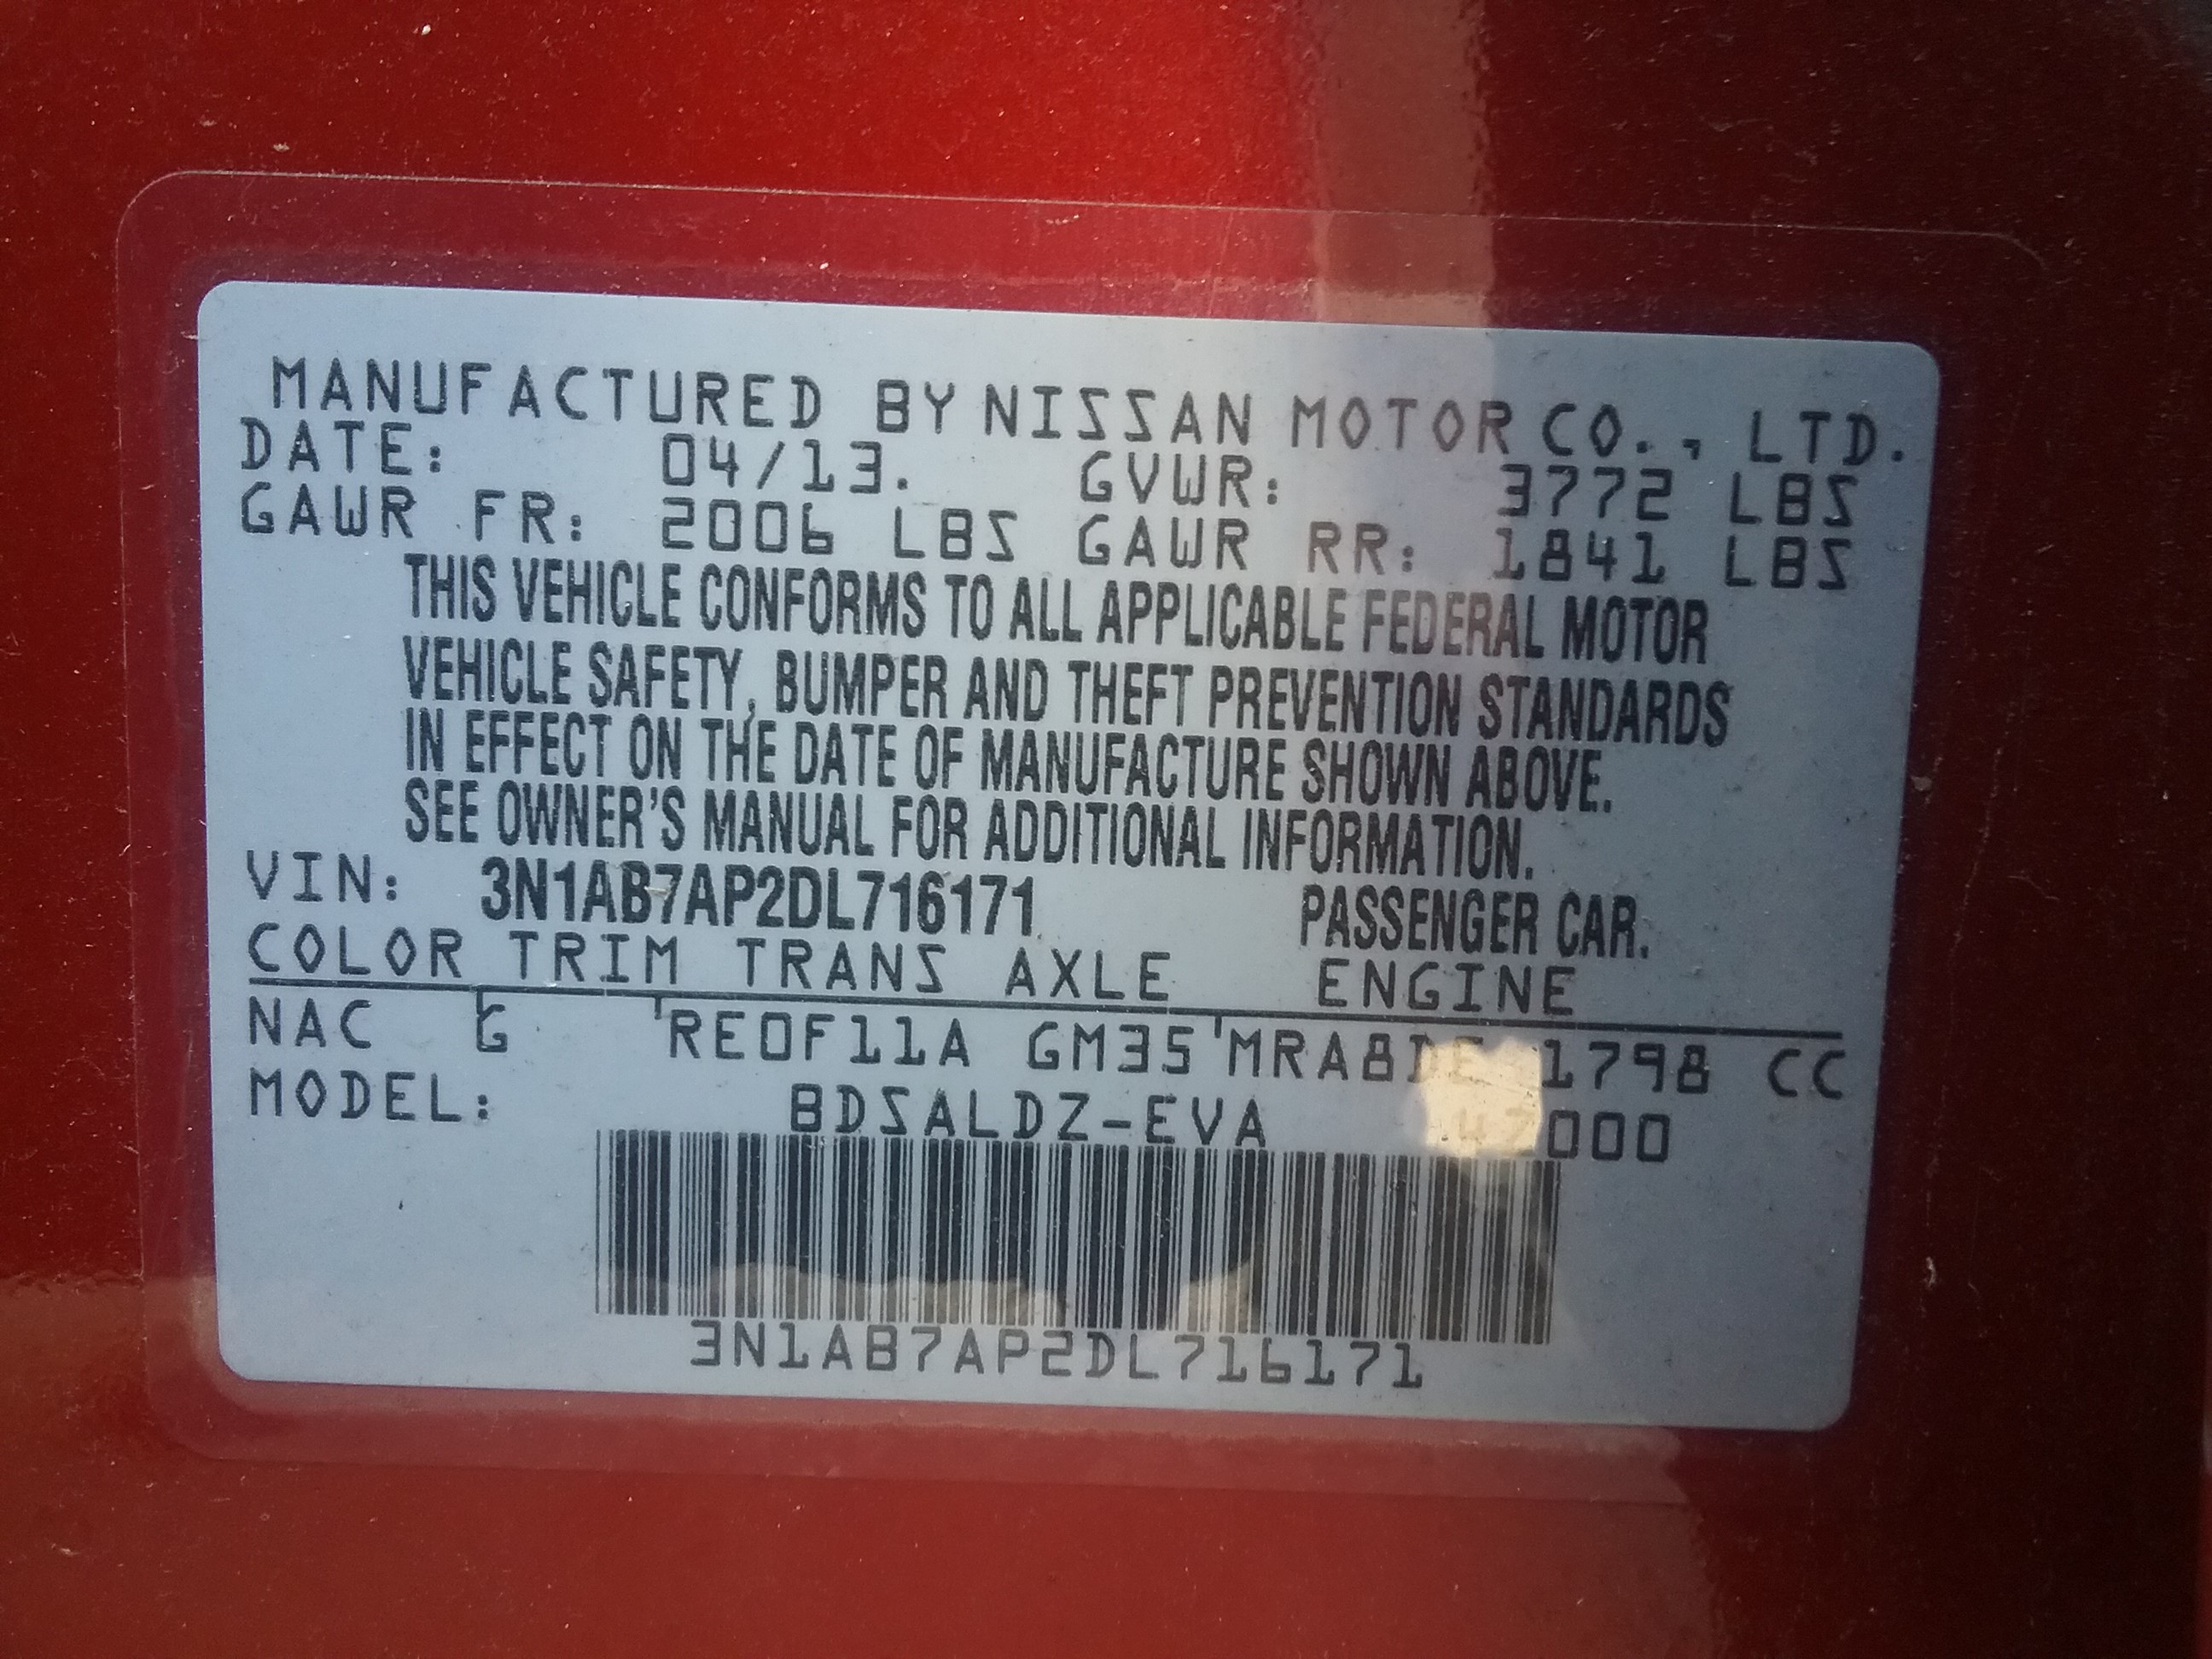 MANUFACTURED BY NISSAN MOTOR CO., LTD.
DATE: 04/13. GVWR: 3772 LBS
GAWR FR: 2006 LBS GAWR RR: 1841 LBS
THIS VEHICLE CONFORMS TO ALL APPLICABLE FEDERAL MOTOR
VEHICLE SAFETY, BUMPER AND THEFT PREVENTION STANDARDS
IN EFFECT ON THE DATE OF MANUFACTURE SHOWN ABOVE.
SEE OWNER'S MANUAL FOR ADDITIONAL INFORMATION.
VIN: 3N1AB7AP2DL716171 PASSENGER CAR.
COLOR TRIM TRANS AXLE ENGINE
NAC G RE0F11A GM35 MRA8DE 1798 CC
MODEL: BDSALDZ-EVA
3N1AB7AP2DL716171